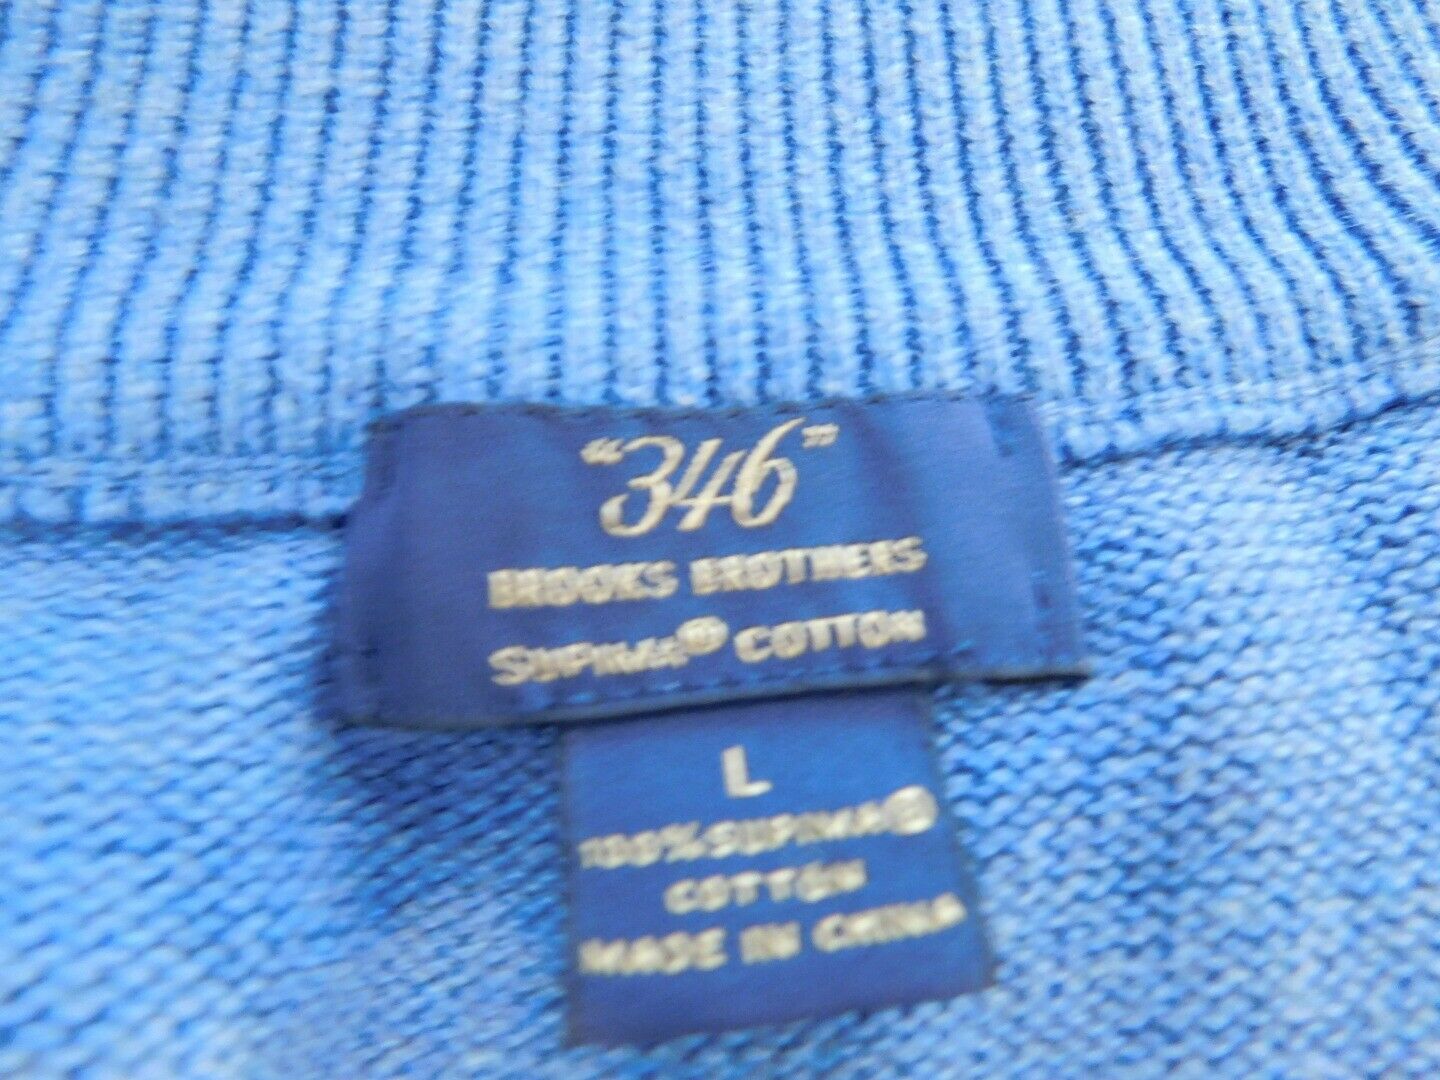 "346"
BROOKS BROTHERS
SUPIMA® COTTON
L
100%SUPIMA®
COTTON
MADE IN CHINA